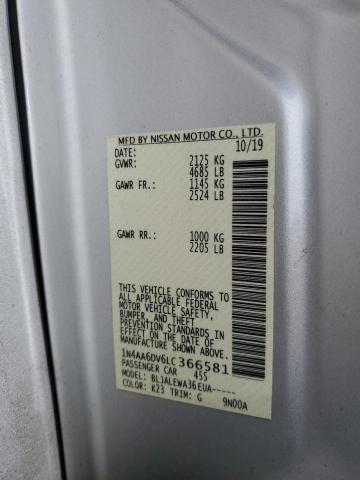 MFD BY NISSAN MOTOR CO., LTD.
DATE: 10/19
GVWR: 2125 KG
4685 LB
GAWR FR.: 1145 KG
2524 LB
GAWR RR.: 1000 KG
2205 LB
THIS VEHICLE CONFORMS TO
ALL APPLICABLE FEDERAL
MOTOR VEHICLE SAFETY,
BUMPER, AND THEFT
PREVENTION STANDARDS IN
EFFECT ON THE DATE OF
MANUFACTURE SHOWN ABOVE.
1N4AA6DV6LC366581
PASSENGER CAR 455
MODEL: BLJALEWA36EUA-----
COLOR: K23 TRIM: G 9N00A